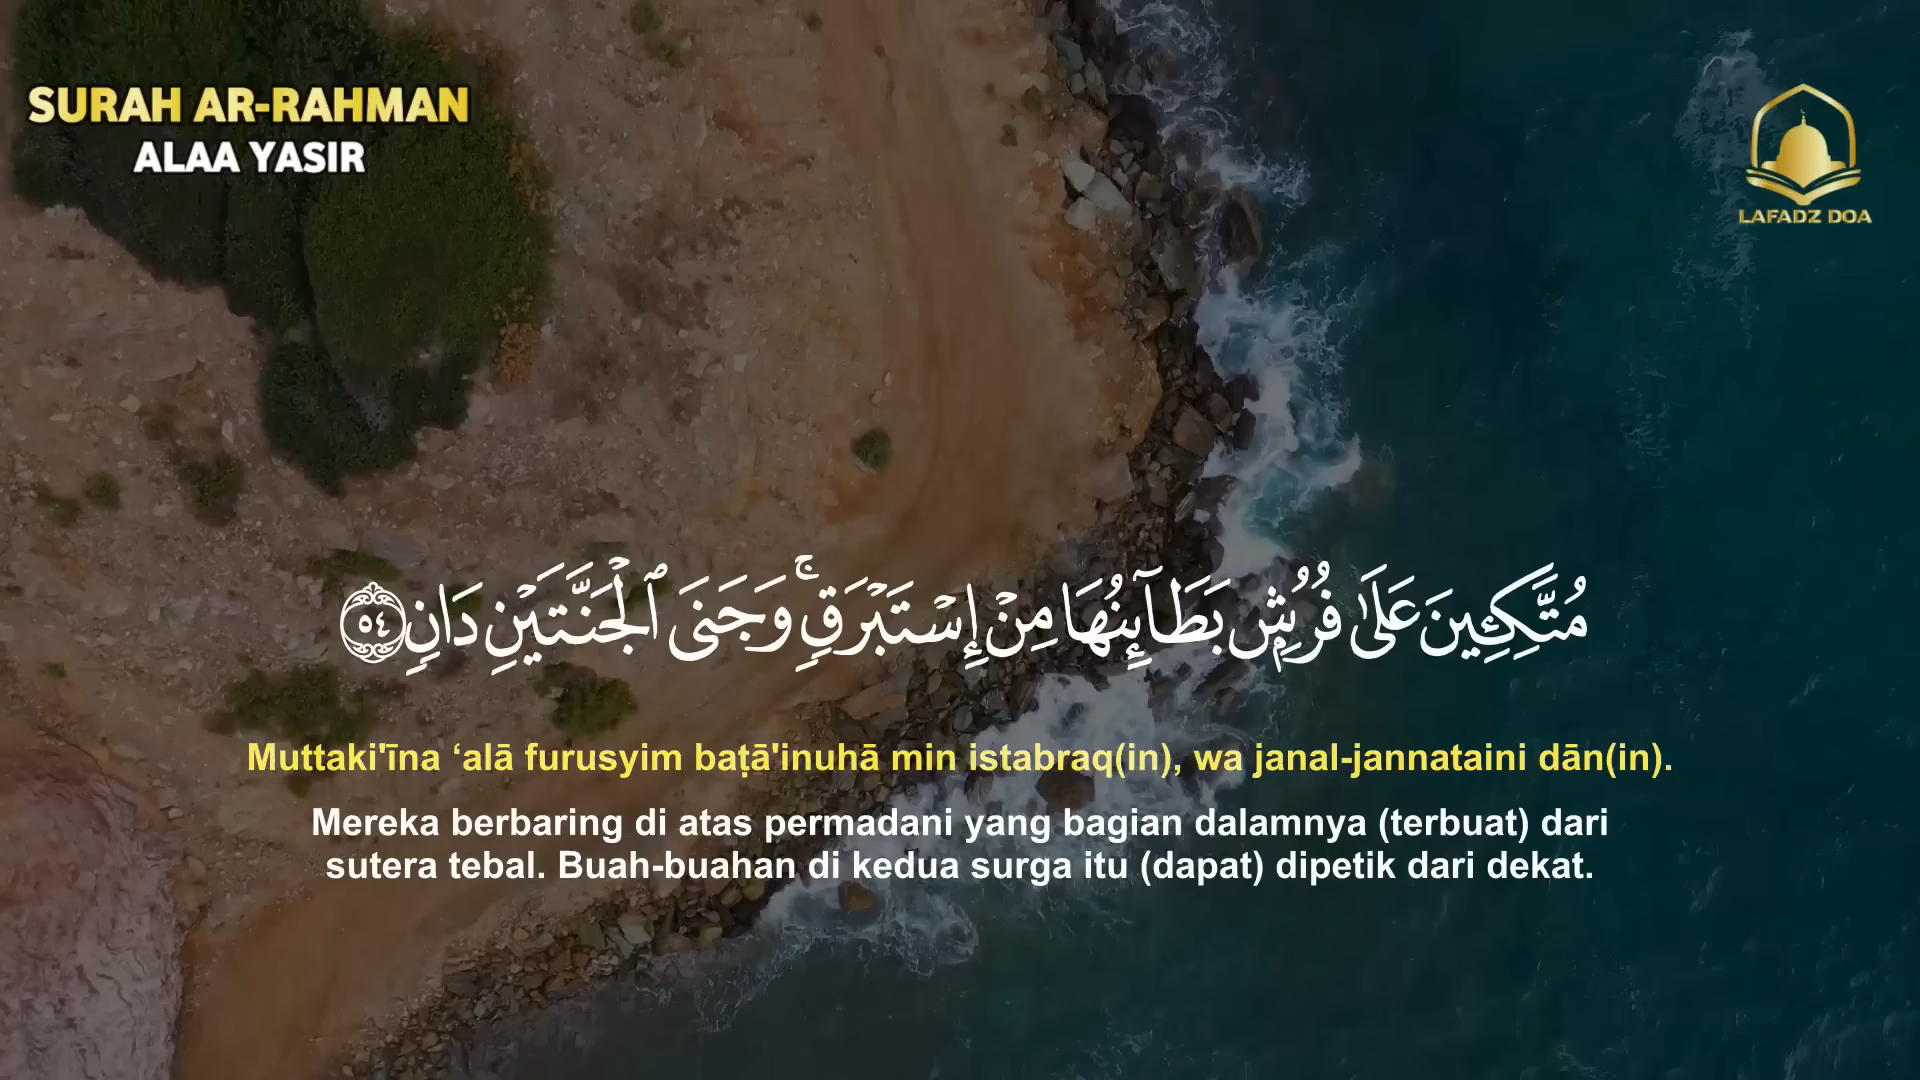 SURAH AR-RAHMAN
ALAA YASIR
LAFADZ DOA
مُتَّكِـِٔينَ عَلَىٰ فُرُشٍۭ بَطَآئِنُهَا مِنْ إِسْتَبْرَقٍۚ وَجَنَى ٱلْجَنَّتَيْنِ دَانٍ ٥٤
Muttaki'īna ‘alā furusyim baṭā'inuhā min istabraq(in), wa janal-jannataini dān(in).
Mereka berbaring di atas permadani yang bagian dalamnya (terbuat) dari
sutera tebal. Buah-buahan di kedua surga itu (dapat) dipetik dari dekat.